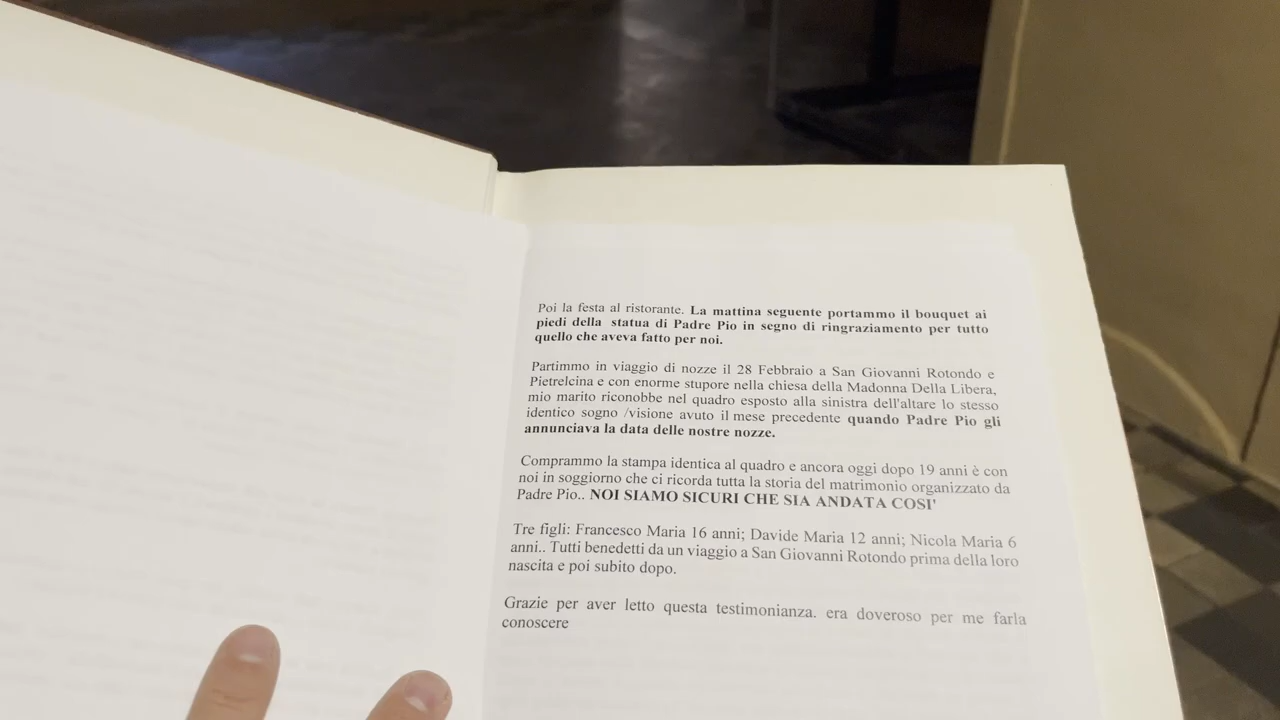 Poi la festa al ristorante. La mattina seguente portammo il bouquet ai
piedi della statua di Padre Pio in segno di ringraziamento per tutto
quello che aveva fatto per noi.
Partimmo in viaggio di nozze il 28 Febbraio a San Giovanni Rotondo e
Pietrelcina e con enorme stupore nella chiesa della Madonna Della Libera,
mio marito riconobbe nel quadro esposto alla sinistra dell'altare lo stesso
identico sogno /visione avuto il mese precedente quando Padre Pio gli
annunciava la data delle nostre nozze.
Comprammo la stampa identica al quadro e ancora oggi dopo 19 anni è con
noi in soggiorno che ci ricorda tutta la storia del matrimonio organizzato da
Padre Pio.. NOI SIAMO SICURI CHE SIA ANDATA COSI'
Tre figli: Francesco Maria 16 anni; Davide Maria 12 anni; Nicola Maria 6
anni.. Tutti benedetti da un viaggio a San Giovanni Rotondo prima della loro
nascita e poi subito dopo.
Grazie per aver letto questa testimonianza. era doveroso per me farla
conoscere